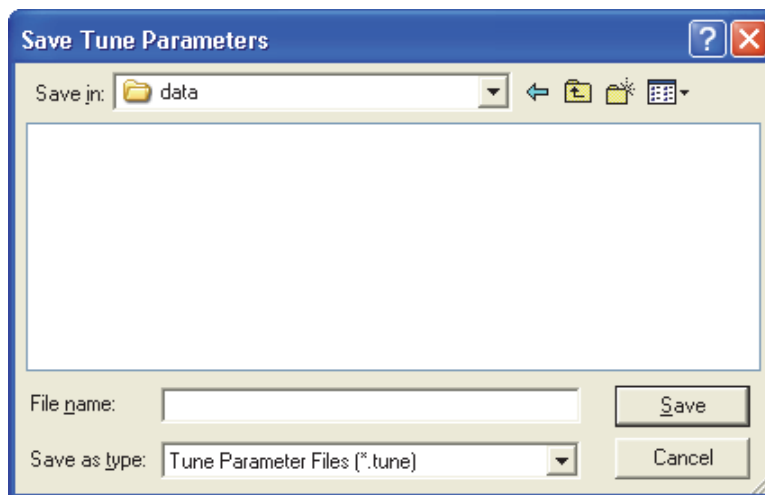 Save Tune Parameters
Save in: data
File name:
Save
Save as type: Tune Parameter Files (*.tune)
Cancel